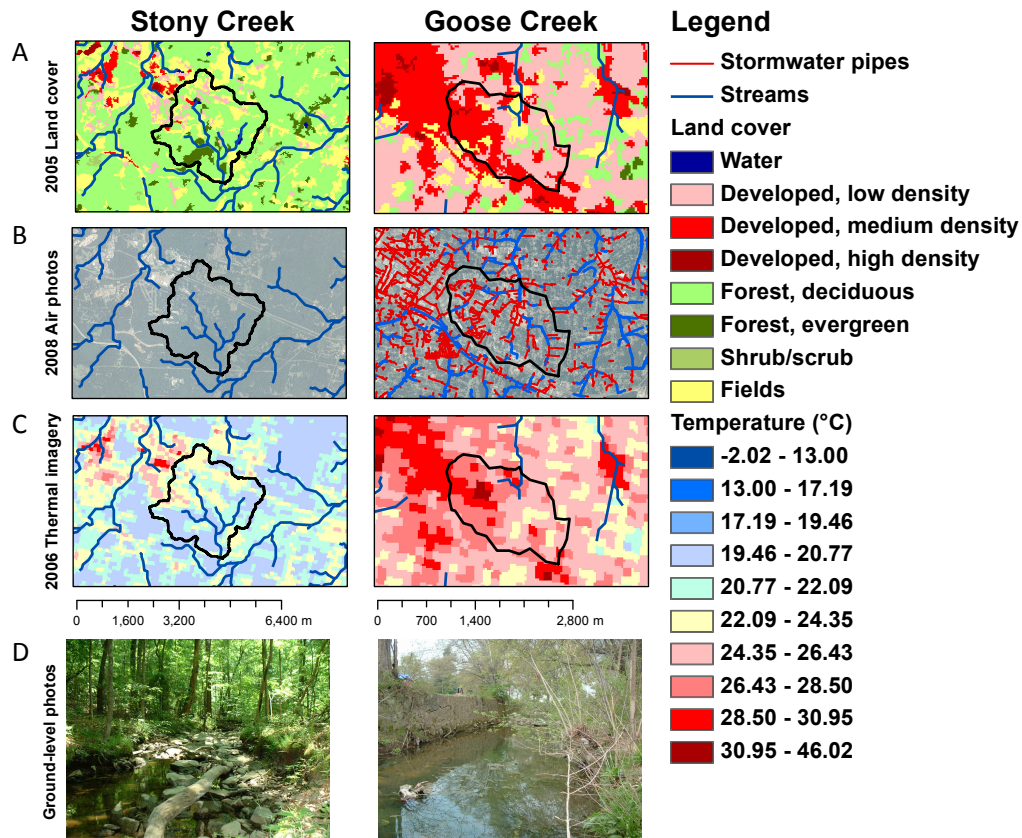 Stony Creek
Goose Creek
Legend
A
2005 Land cover
B
2008 Air photos
C
2006 Thermal imagery
0 1,600 3,200 6,400 m
0 700 1,400 2,800 m
D
Ground-level photos
Stormwater pipes
Streams
Land cover
Water
Developed, low density
Developed, medium density
Developed, high density
Forest, deciduous
Forest, evergreen
Shrub/scrub
Fields
Temperature (°C)
-2.02 - 13.00
13.00 - 17.19
17.19 - 19.46
19.46 - 20.77
20.77 - 22.09
22.09 - 24.35
24.35 - 26.43
26.43 - 28.50
28.50 - 30.95
30.95 - 46.02